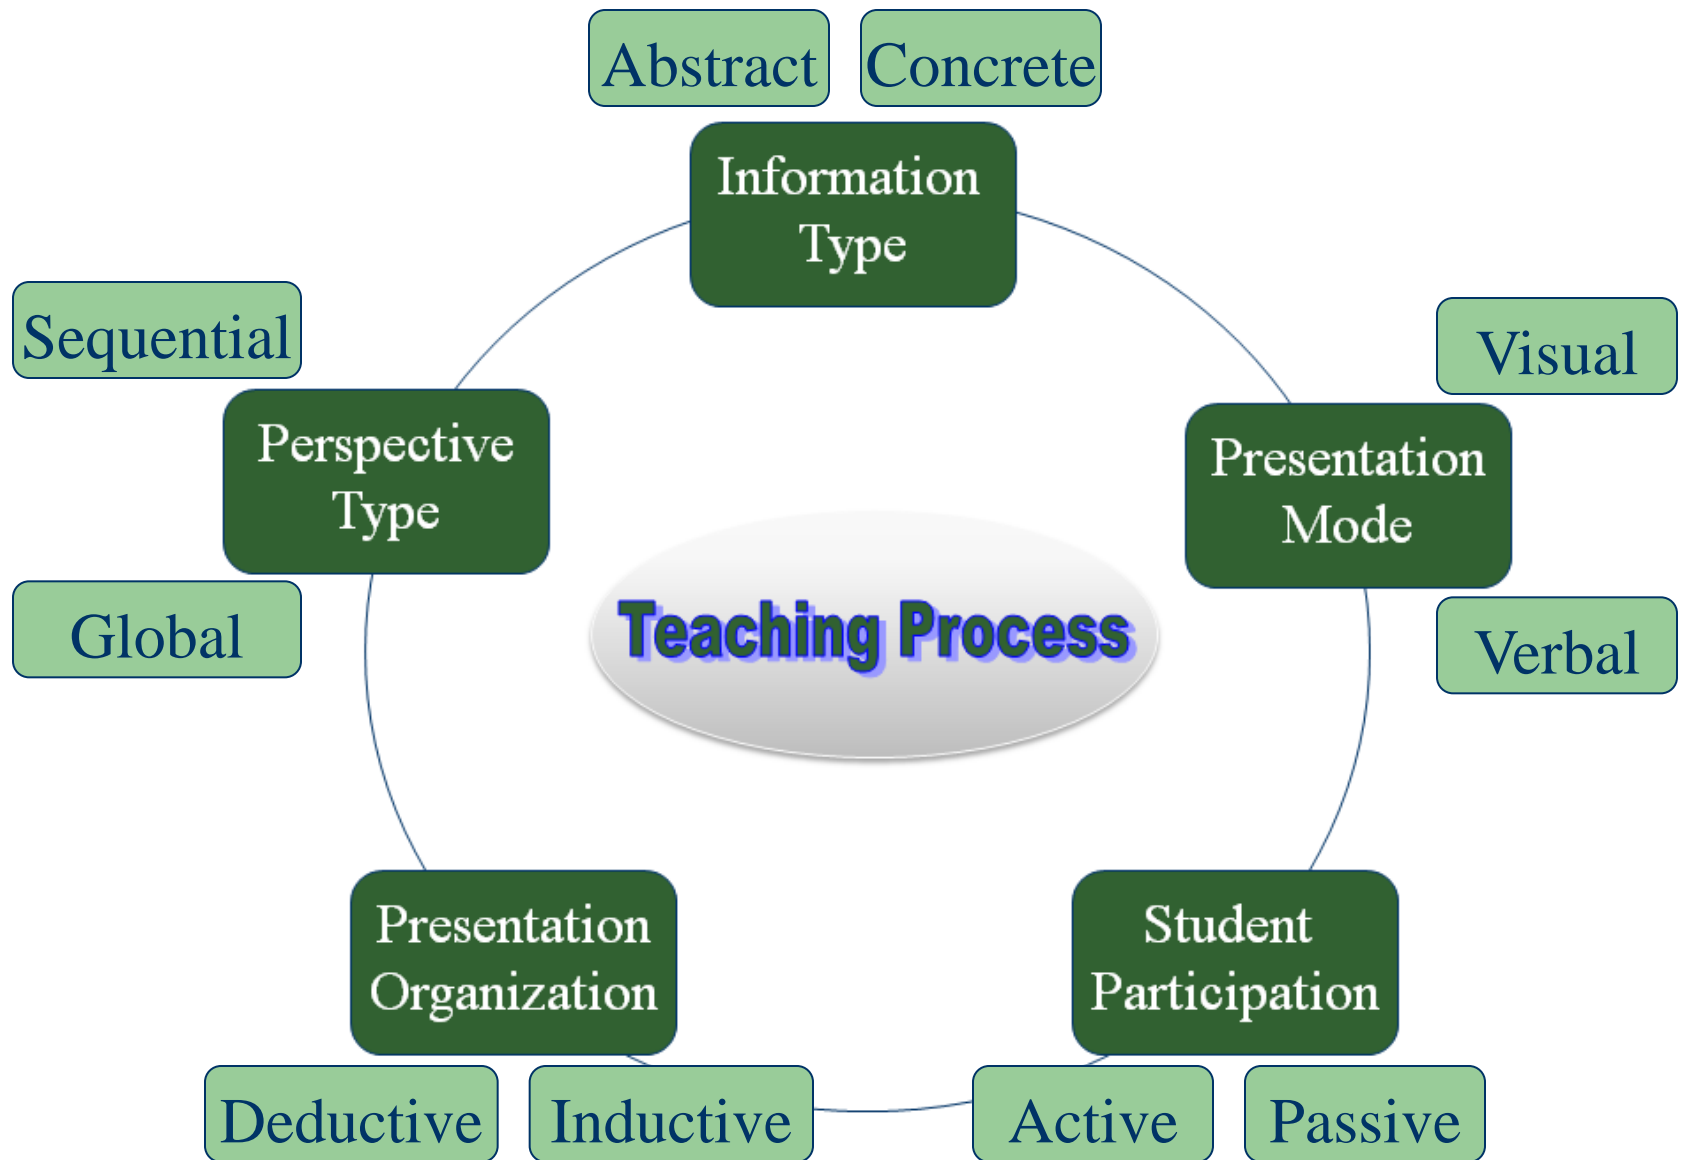 Abstract
Concrete
Information
Type
Sequential
Visual
Perspective
Type
Presentation
Mode
Global
Teaching Process
Verbal
Presentation
Organization
Student
Participation
Deductive
Inductive
Active
Passive